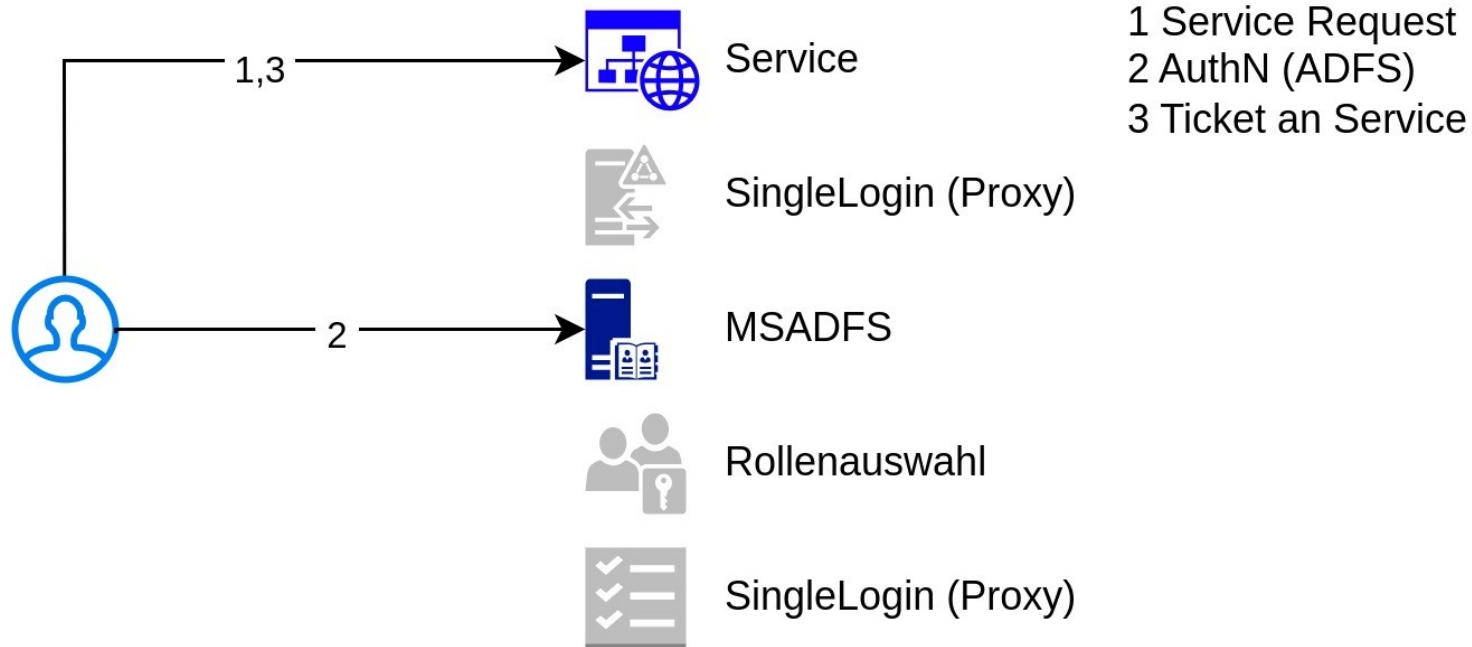 1 Service Request
2 AuthN (ADFS)
3 Ticket an Service
1,3
Service
SingleLogin (Proxy)
2
MSADFS
Rollenauswahl
SingleLogin (Proxy)